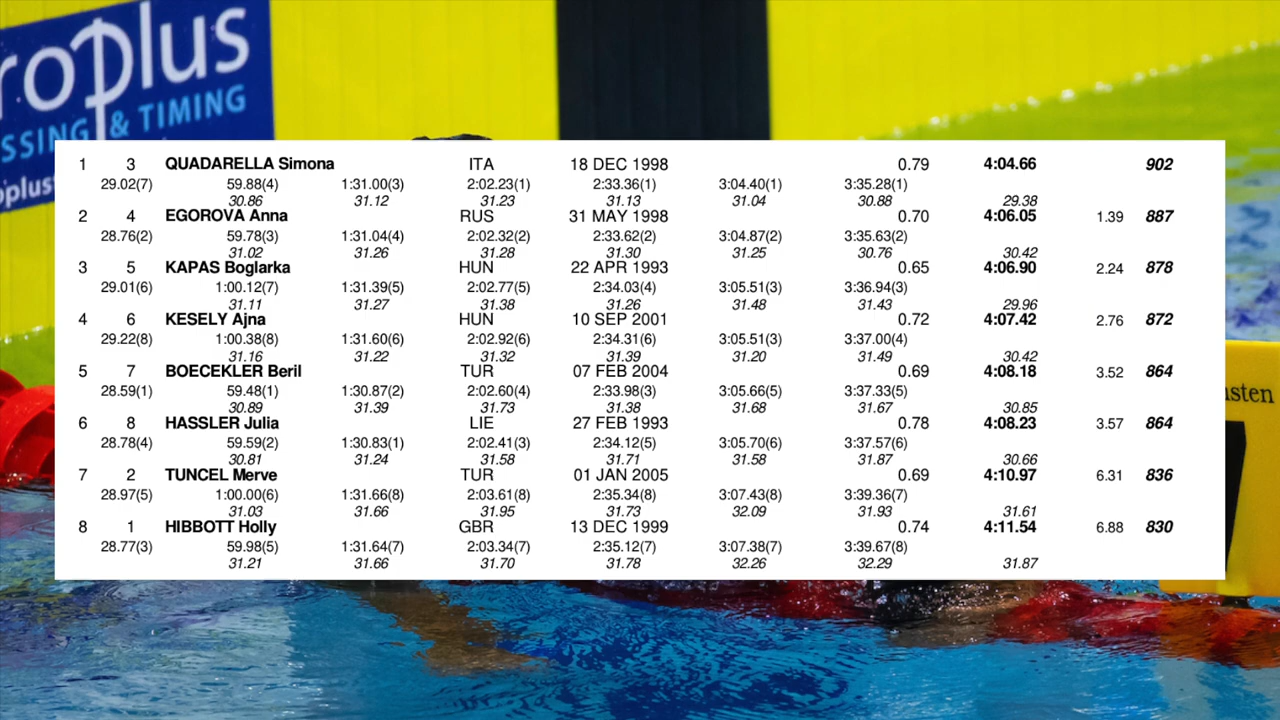 roplus
SSING & TIMING
oplus
1 3 QUADARELLA Simona ITA 18 DEC 1998 0.79 4:04.66 902
29.02(7) 59.88(4) 1:31.00(3) 2:02.23(1) 2:33.36(1) 3:04.40(1) 3:35.28(1)
30.86 31.12 31.23 31.13 31.04 30.88 29.38
2 4 EGOROVA Anna RUS 31 MAY 1998 0.70 4:06.05 1.39 887
28.76(2) 59.78(3) 1:31.04(4) 2:02.32(2) 2:33.62(2) 3:04.87(2) 3:35.63(2)
31.02 31.26 31.28 31.30 31.25 30.76 30.42
3 5 KAPAS Boglarka HUN 22 APR 1993 0.65 4:06.90 2.24 878
29.01(6) 1:00.12(7) 1:31.39(5) 2:02.77(5) 2:34.03(4) 3:05.51(3) 3:36.94(3)
31.11 31.27 31.38 31.26 31.48 31.43 29.96
4 6 KESELY Ajna HUN 10 SEP 2001 0.72 4:07.42 2.76 872
29.22(8) 1:00.38(8) 1:31.60(6) 2:02.92(6) 2:34.31(6) 3:05.51(3) 3:37.00(4)
31.16 31.22 31.32 31.39 31.20 31.49 30.42
5 7 BOECEKLER Beril TUR 07 FEB 2004 0.69 4:08.18 3.52 864
28.59(1) 59.48(1) 1:30.87(2) 2:02.60(4) 2:33.98(3) 3:05.66(5) 3:37.33(5)
30.89 31.39 31.73 31.38 31.68 31.67 30.85
nsten
6 8 HASSLER Julia LIE 27 FEB 1993 0.78 4:08.23 3.57 864
28.78(4) 59.59(2) 1:30.83(1) 2:02.41(3) 2:34.12(5) 3:05.70(6) 3:37.57(6)
30.81 31.24 31.58 31.71 31.58 31.87 30.66
7 2 TUNCEL Merve TUR 01 JAN 2005 0.69 4:10.97 6.31 836
28.97(5) 1:00.00(6) 1:31.66(8) 2:03.61(8) 2:35.34(8) 3:07.43(8) 3:39.36(7)
31.03 31.66 31.95 31.73 32.09 31.93 31.61
8 1 HIBBOTT Holly GBR 13 DEC 1999 0.74 4:11.54 6.88 830
28.77(3) 59.98(5) 1:31.64(7) 2:03.34(7) 2:35.12(7) 3:07.38(7) 3:39.67(8)
31.21 31.66 31.70 31.78 32.26 32.29 31.87